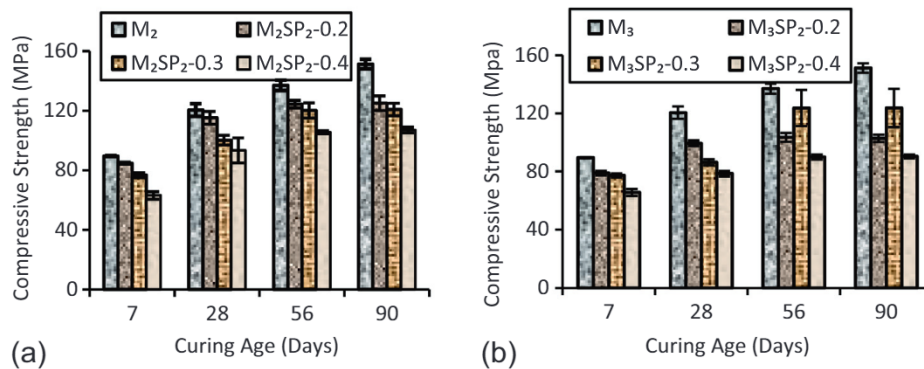 M₂ M₂SP₂-0.2
M₂SP₂-0.3 M₂SP₂-0.4
Compressive Strength (MPa)
160
120
80
40
0
7 28 56 90
Curing Age (Days)
(a)
M₃ M₃SP₂-0.2
M₃SP₂-0.3 M₃SP₂-0.4
Compressive Strength (Mpa)
160
120
80
40
0
7 28 56 90
Curing Age (Days)
(b)